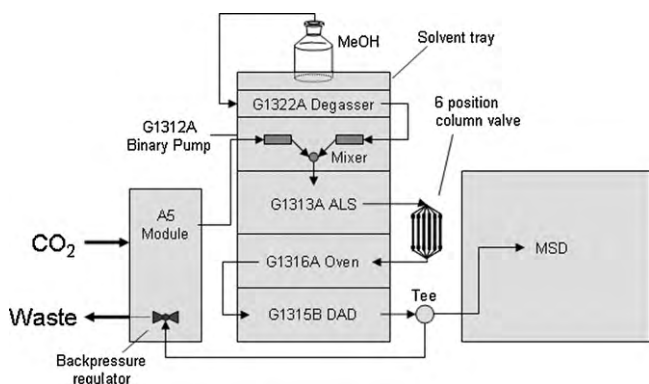 MeOH
Solvent tray
G1322A Degasser
6 position
column valve
G1312A
Binary Pump
Mixer
G1313A ALS
A5
Module
CO2
G1316A Oven
MSD
Tee
G1315B DAD
Waste
Backpressure
regulator